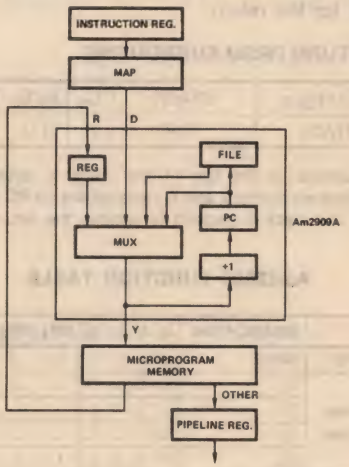 INSTRUCTION REG.
MAP
R
D
FILE
REG
PC
Am2909A
MUX
+1
Y
MICROPROGRAM
MEMORY
OTHER
PIPELINE REG.